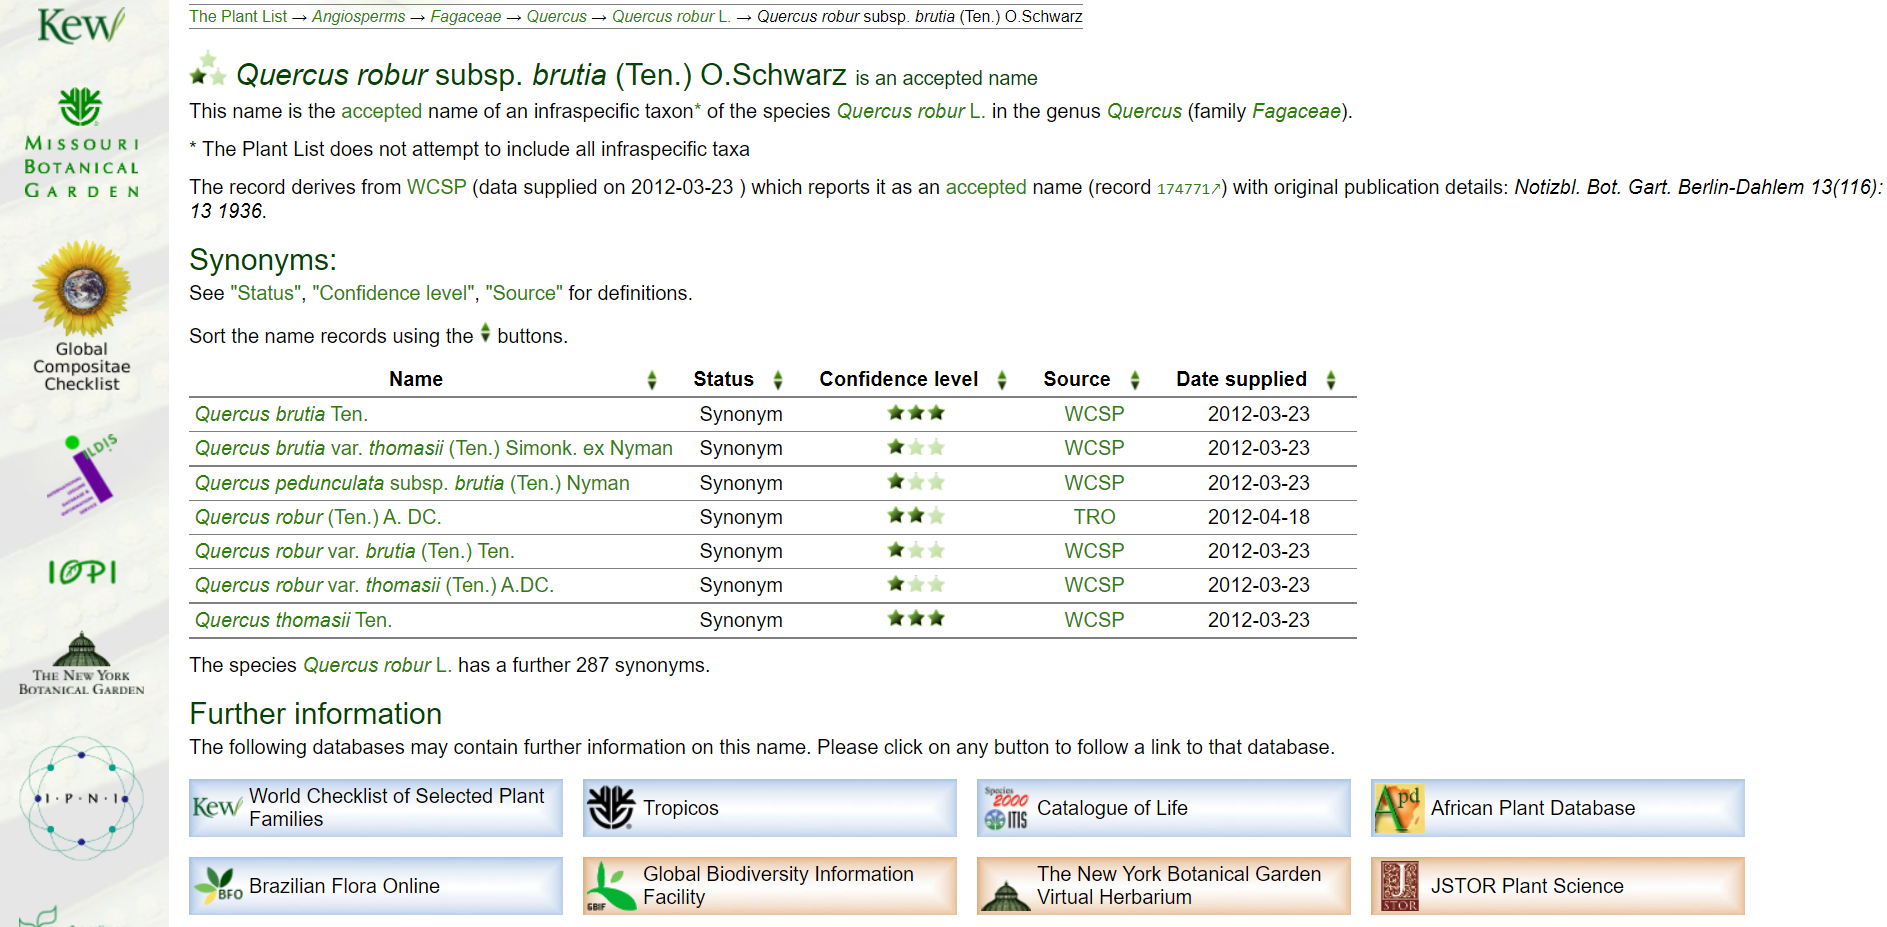 Kew
MISSOURI
BOTANICAL
GARDEN
Global
Compositae
Checklist
ILDIS
IOPI
THE NEW YORK
BOTANICAL GARDEN
I·P·N·I
The Plant List → Angiosperms → Fagaceae → Quercus → Quercus robur L. → Quercus robur subsp. brutia (Ten.) O.Schwarz
Quercus robur subsp. brutia (Ten.) O.Schwarz is an accepted name
This name is the accepted name of an infraspecific taxon* of the species Quercus robur L. in the genus Quercus (family Fagaceae).
* The Plant List does not attempt to include all infraspecific taxa
The record derives from WCSP (data supplied on 2012-03-23 ) which reports it as an accepted name (record 174771↗) with original publication details: Notizbl. Bot. Gart. Berlin-Dahlem 13(116):
13 1936.
Synonyms:
See "Status", "Confidence level", "Source" for definitions.
Sort the name records using the buttons.
Name Status Confidence level Source Date supplied
Quercus brutia Ten. Synonym WCSP 2012-03-23
Quercus brutia var. thomasii (Ten.) Simonk. ex Nyman Synonym WCSP 2012-03-23
Quercus pedunculata subsp. brutia (Ten.) Nyman Synonym WCSP 2012-03-23
Quercus robur (Ten.) A. DC. Synonym TRO 2012-04-18
Quercus robur var. brutia (Ten.) Ten. Synonym WCSP 2012-03-23
Quercus robur var. thomasii (Ten.) A.DC. Synonym WCSP 2012-03-23
Quercus thomasii Ten. Synonym WCSP 2012-03-23
The species Quercus robur L. has a further 287 synonyms.
Further information
The following databases may contain further information on this name. Please click on any button to follow a link to that database.
Kew World Checklist of Selected Plant
Families
Tropicos
Species
2000
ITIS
Catalogue of Life
Apd African Plant Database
BFO Brazilian Flora Online
GBIF Global Biodiversity Information
Facility
The New York Botanical Garden
Virtual Herbarium
J
STOR
JSTOR Plant Science